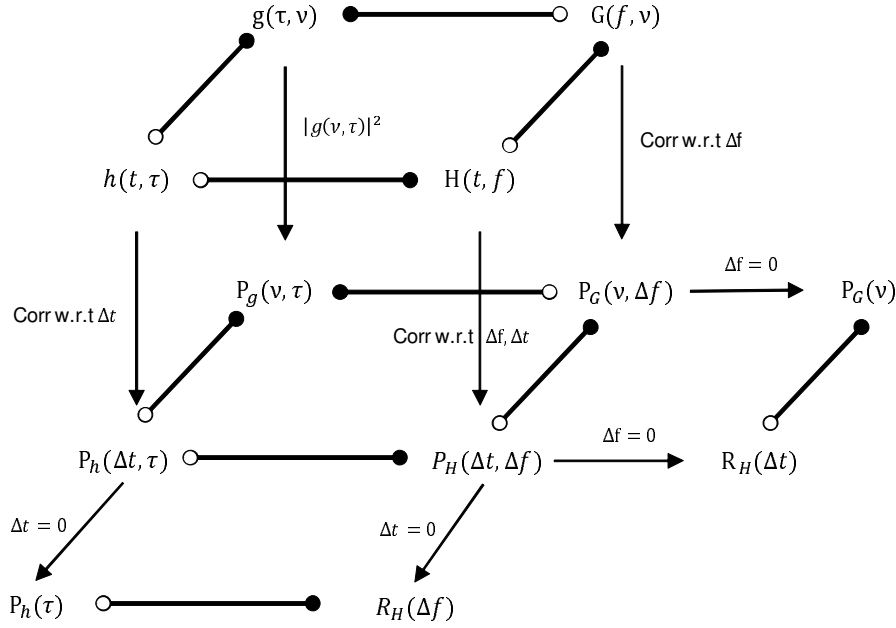 g(τ, ν) G(f, ν)
|g(ν, τ)|²
Corr w.r.t Δf
h(t, τ) H(t, f)
Δf = 0
P_g(ν, τ) P_G(ν, Δf) P_G(ν)
Corr w.r.t Δt
Corr w.r.t Δf, Δt
Δf = 0
P_h(Δt, τ) P_H(Δt, Δf) R_H(Δt)
Δt = 0 Δt = 0
P_h(τ) R_H(Δf)